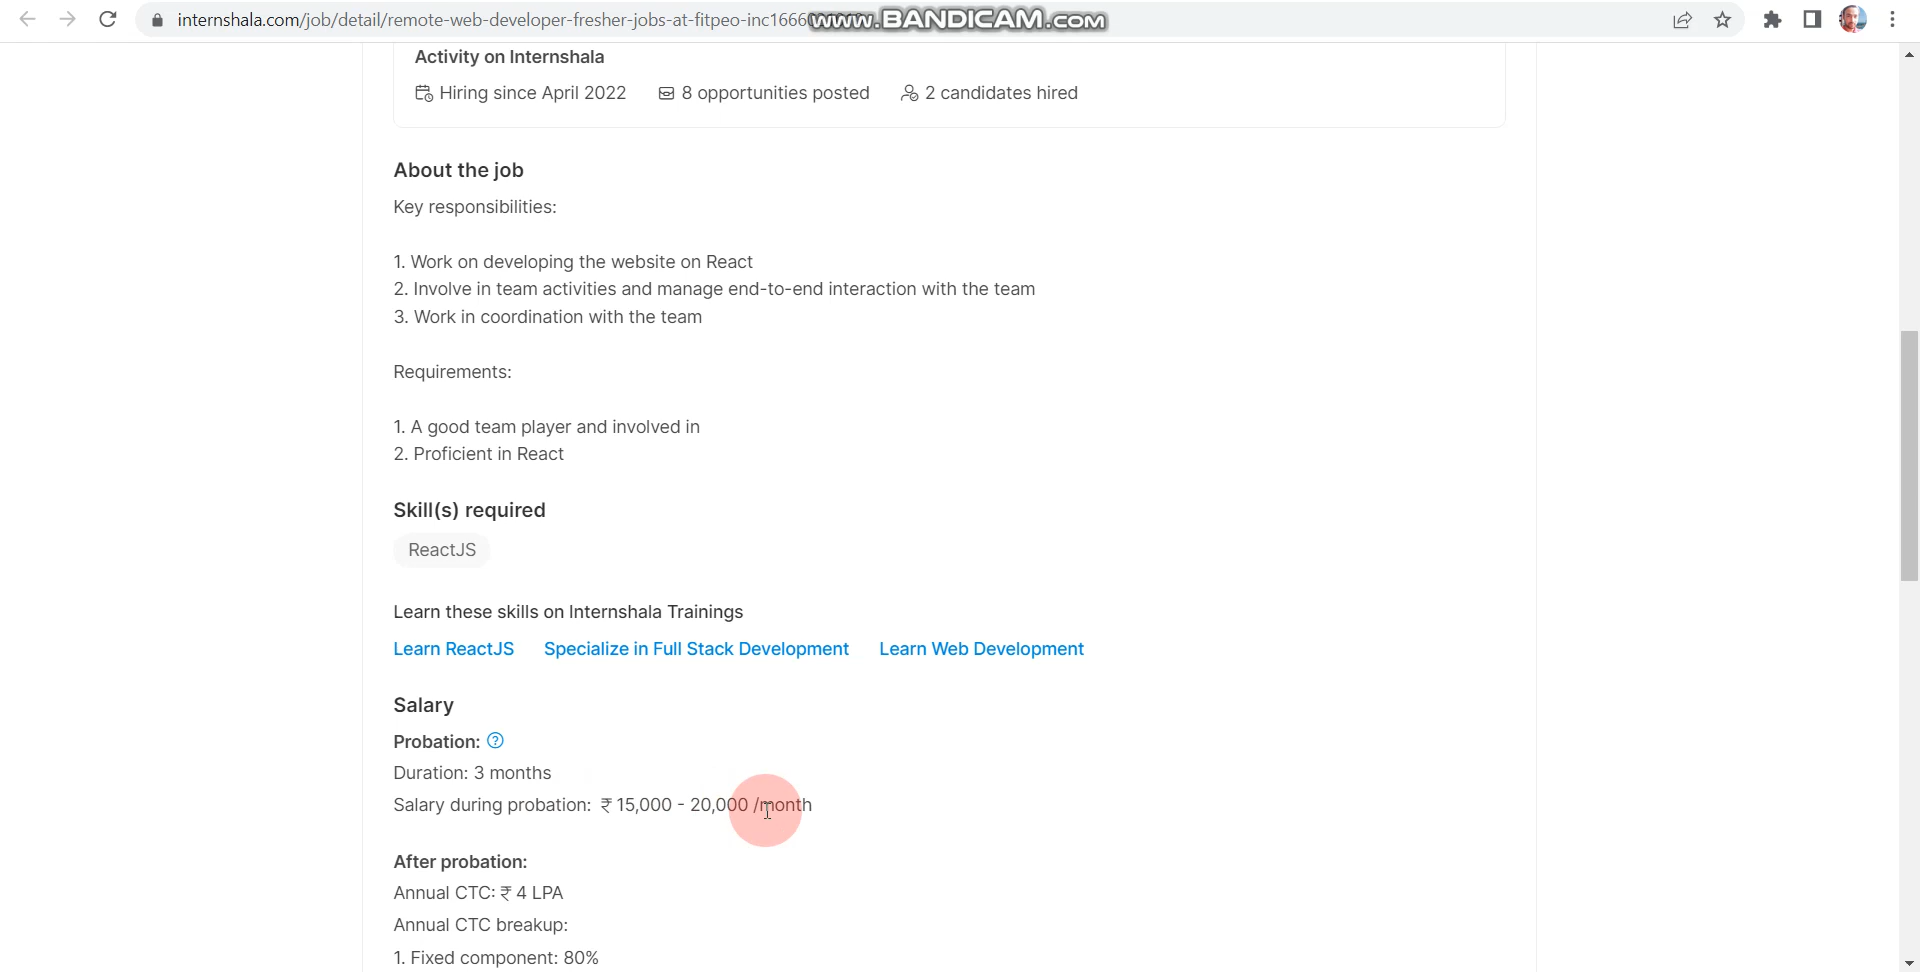 internshala.com/job/detail/remote-web-developer-fresher-jobs-at-fitpeo-inc1666
www.BANDICAM.com
Activity on Internshala
Hiring since April 2022 8 opportunities posted 2 candidates hired
About the job
Key responsibilities:
1. Work on developing the website on React
2. Involve in team activities and manage end-to-end interaction with the team
3. Work in coordination with the team
Requirements:
1. A good team player and involved in
2. Proficient in React
Skill(s) required
ReactJS
Learn these skills on Internshala Trainings
Learn ReactJS Specialize in Full Stack Development Learn Web Development
Salary
Probation: ?
Duration: 3 months
Salary during probation: ₹ 15,000 - 20,000 /month
After probation:
Annual CTC: ₹ 4 LPA
Annual CTC breakup:
1. Fixed component: 80%